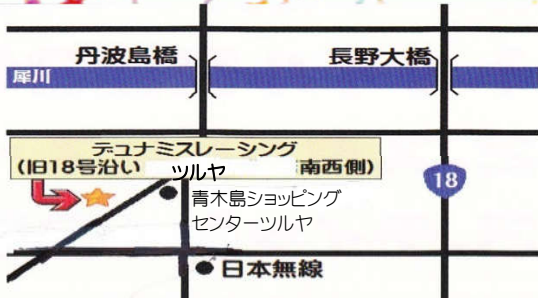 丹波島橋
長野大橋
犀川
デュナミスレーシング
(旧18号沿い ツルヤ 南西側)
18
青木島ショッピング
センターツルヤ
日本無線